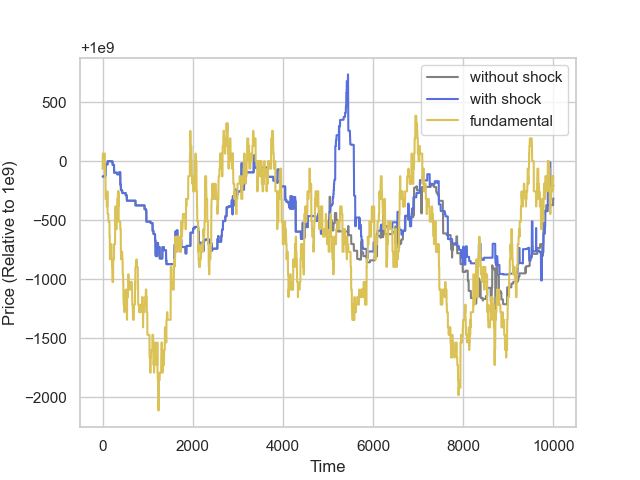 +1e9
without shock
with shock
fundamental
500
0
−500
−1000
−1500
−2000
Price (Relative to 1e9)
0
2000
4000
6000
8000
10000
Time